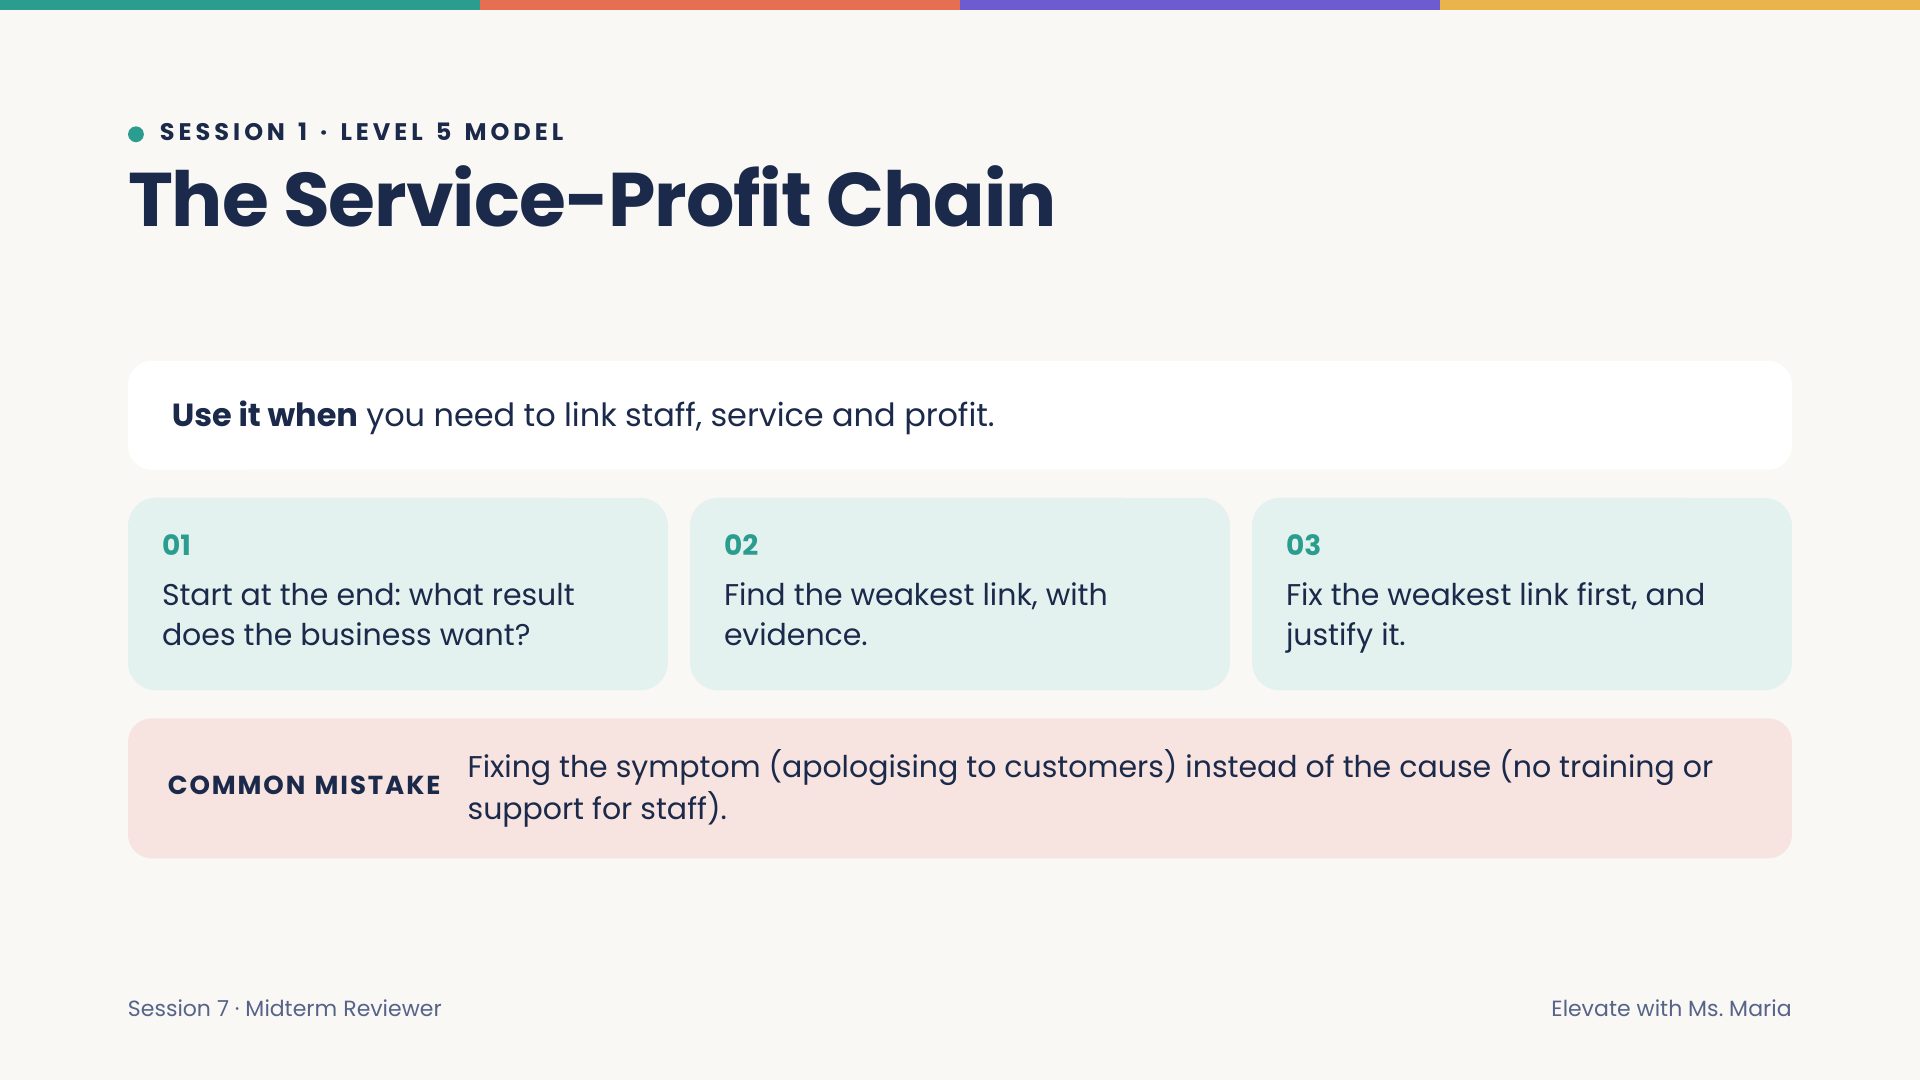 SESSION 1 · LEVEL 5 MODEL
The Service-Profit Chain
Use it when you need to link staff, service and profit.
01
Start at the end: what result
does the business want?
02
Find the weakest link, with
evidence.
03
Fix the weakest link first, and
justify it.
COMMON MISTAKE
Fixing the symptom (apologising to customers) instead of the cause (no training or
support for staff).
Session 7 · Midterm Reviewer
Elevate with Ms. Maria